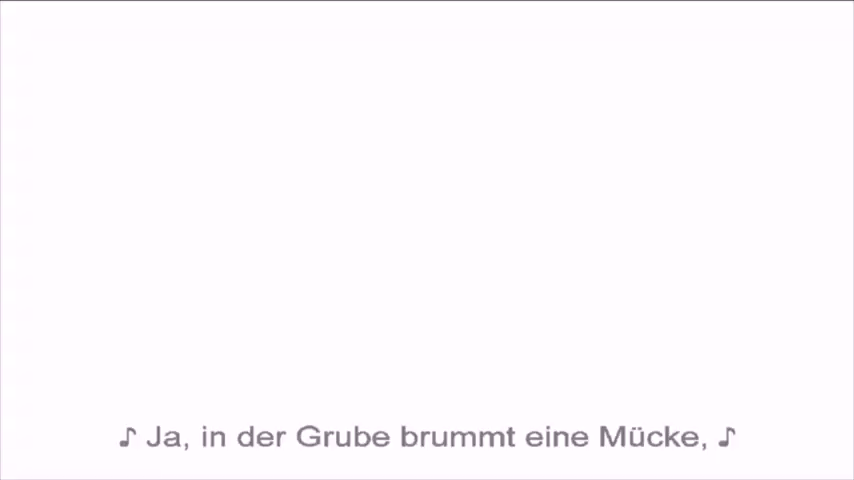 ♪ Ja, in der Grube brummt eine Mücke, ♪